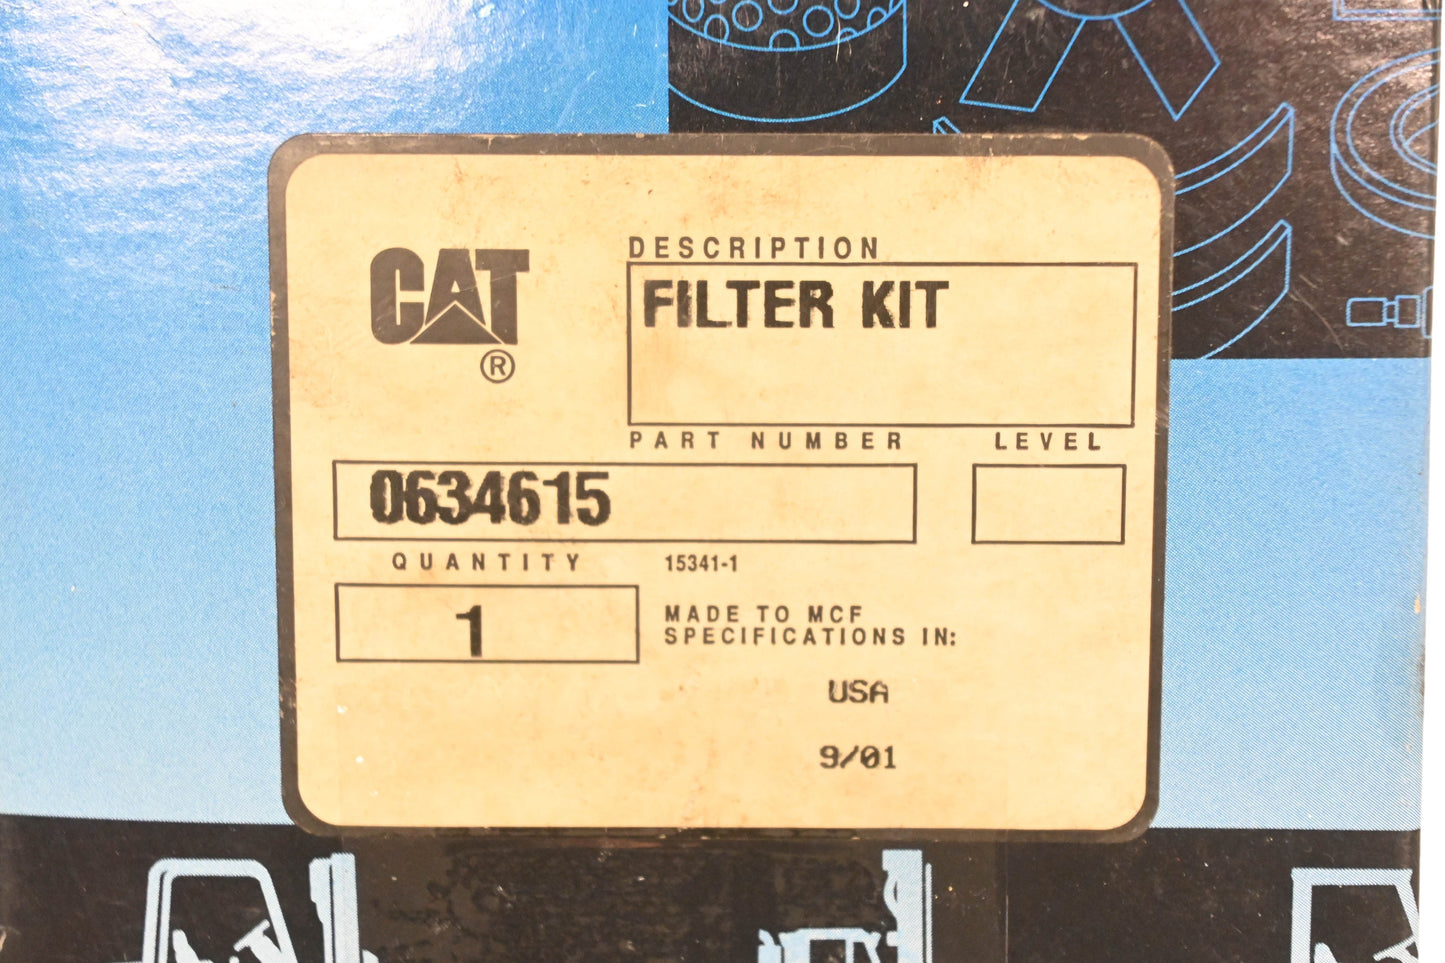 CAT
®
DESCRIPTION
FILTER KIT
PART NUMBER
LEVEL
0634615
QUANTITY
15341-1
1
MADE TO MCF
SPECIFICATIONS IN:
USA
9/01